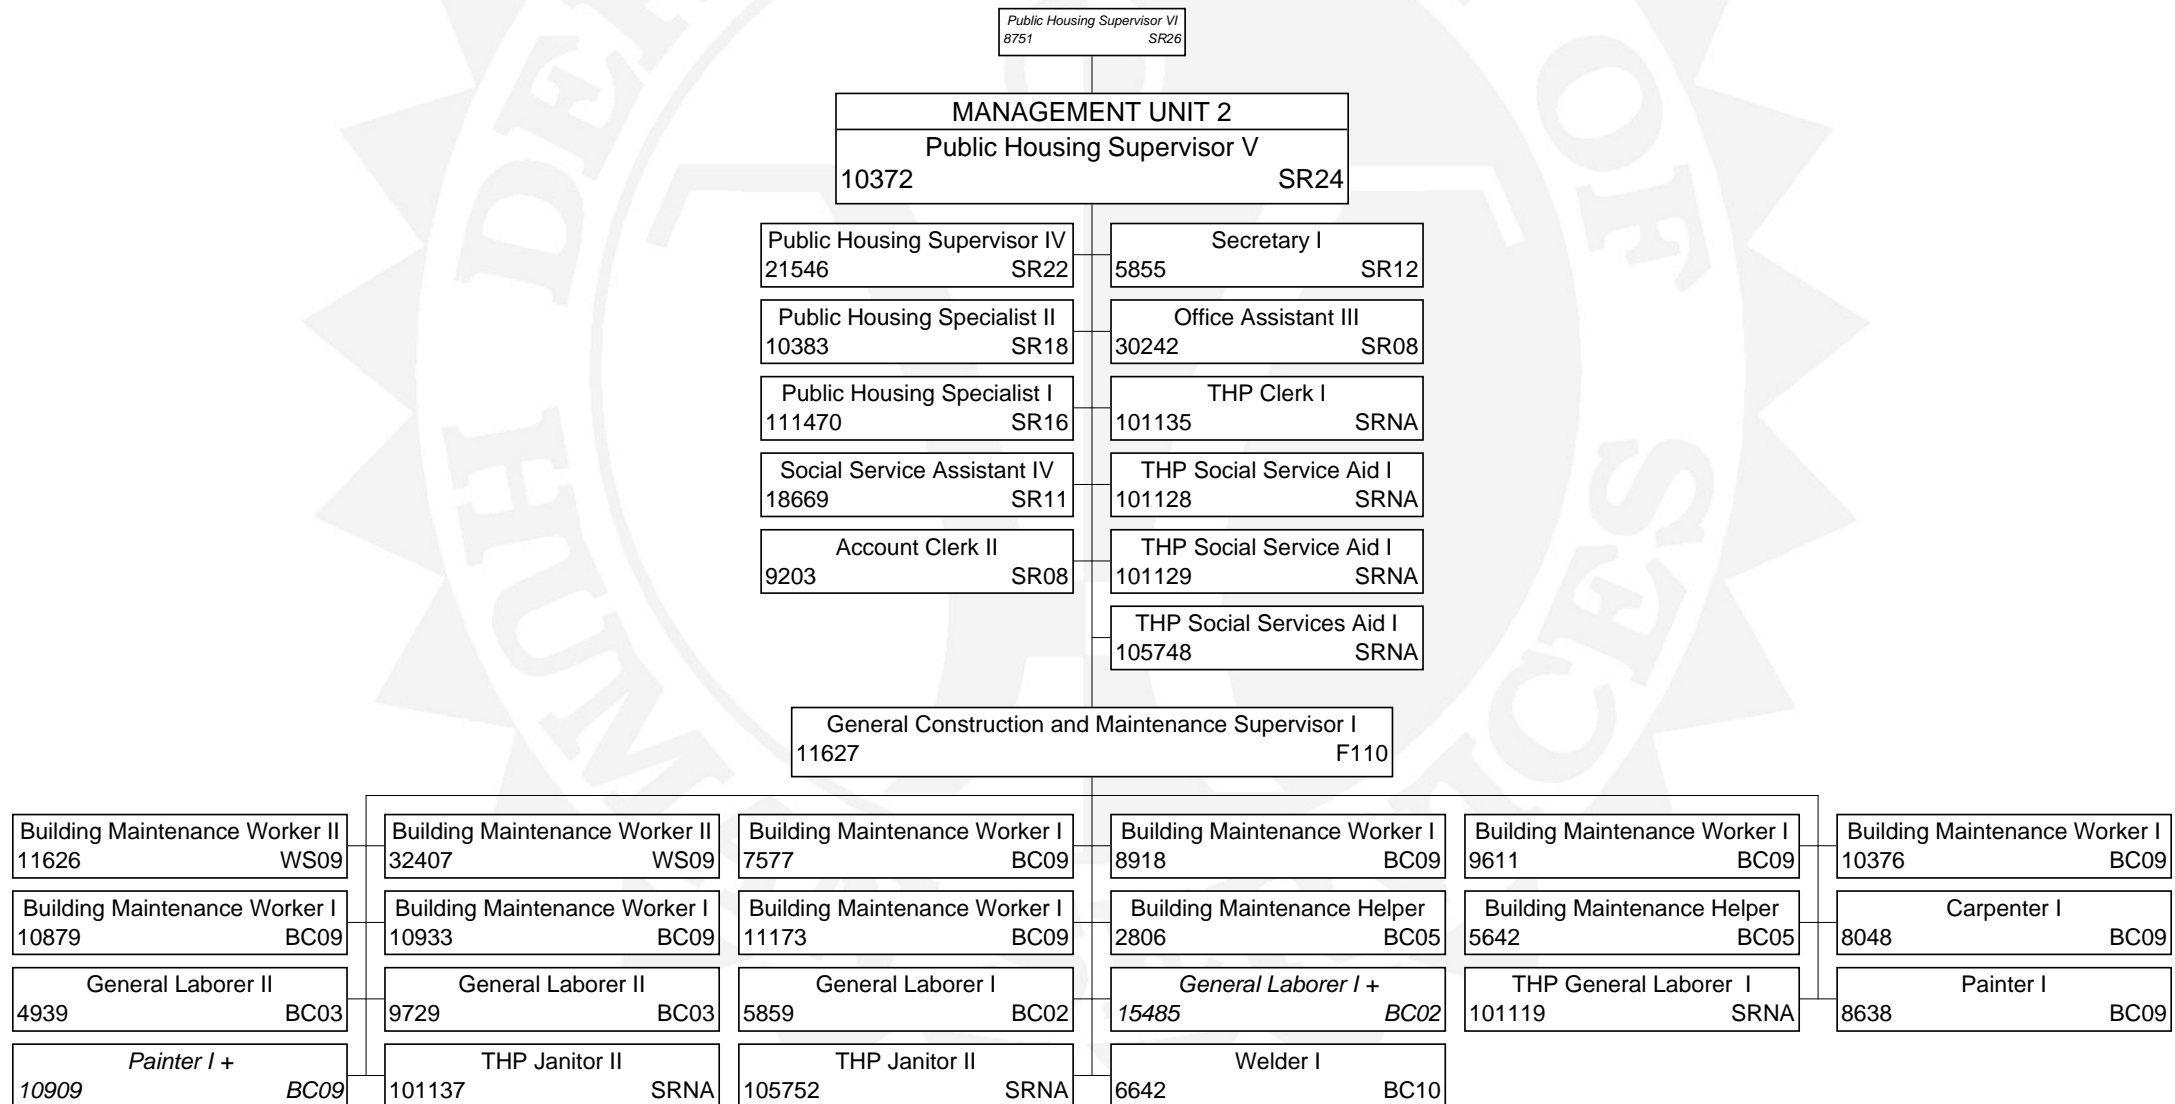 Public Housing Supervisor VI
8751 SR26
MANAGEMENT UNIT 2
Public Housing Supervisor V
10372 SR24
Public Housing Supervisor IV
21546 SR22
Secretary I
5855 SR12
Public Housing Specialist II
10383 SR18
Office Assistant III
30242 SR08
Public Housing Specialist I
111470 SR16
THP Clerk I
101135 SRNA
Social Service Assistant IV
18669 SR11
THP Social Service Aid I
101128 SRNA
Account Clerk II
9203 SR08
THP Social Service Aid I
101129 SRNA
THP Social Services Aid I
105748 SRNA
General Construction and Maintenance Supervisor I
11627 F110
Building Maintenance Worker II
11626 WS09
Building Maintenance Worker II
32407 WS09
Building Maintenance Worker I
7577 BC09
Building Maintenance Worker I
8918 BC09
Building Maintenance Worker I
9611 BC09
Building Maintenance Worker I
10376 BC09
Building Maintenance Worker I
10879 BC09
Building Maintenance Worker I
10933 BC09
Building Maintenance Worker I
11173 BC09
Building Maintenance Helper
2806 BC05
Building Maintenance Helper
5642 BC05
Carpenter I
8048 BC09
General Laborer II
4939 BC03
General Laborer II
9729 BC03
General Laborer I
5859 BC02
General Laborer I +
15485 BC02
THP General Laborer I
101119 SRNA
Painter I
8638 BC09
Painter I +
10909 BC09
THP Janitor II
101137 SRNA
THP Janitor II
105752 SRNA
Welder I
6642 BC10